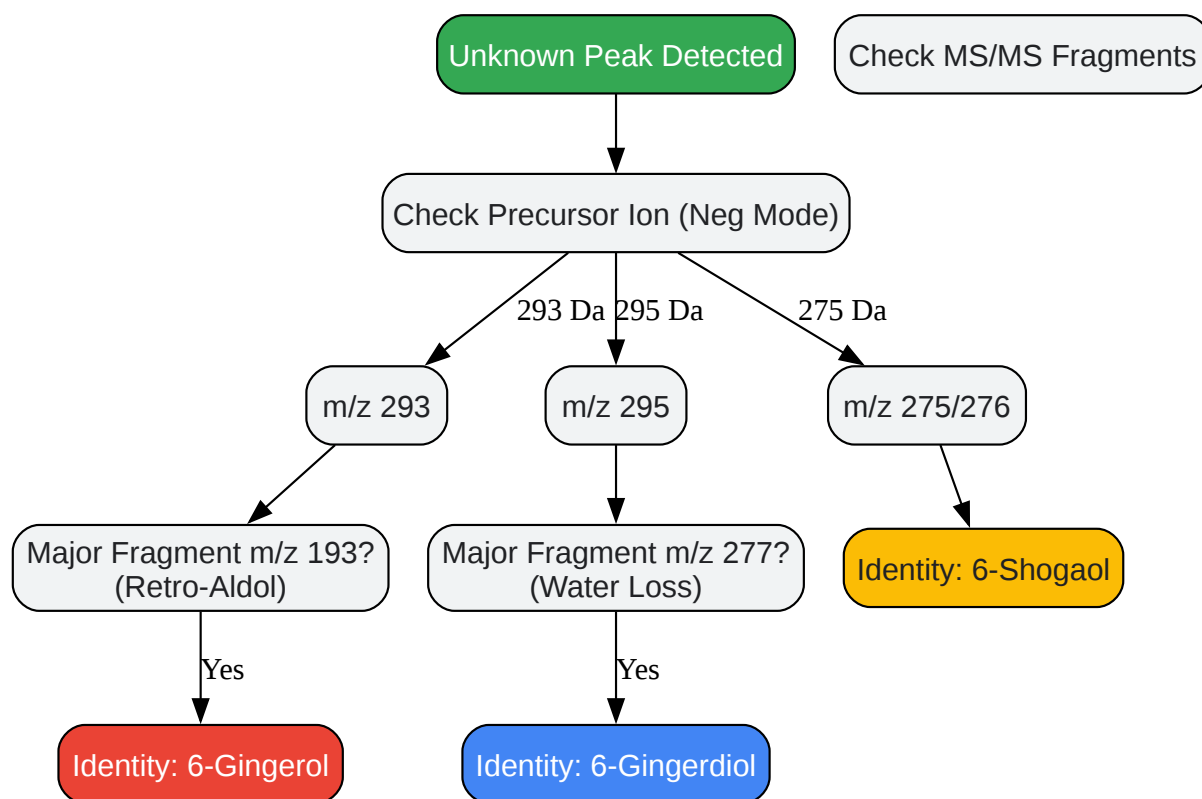 Unknown Peak Detected
Check MS/MS Fragments
Check Precursor Ion (Neg Mode)
293 Da
295 Da
275 Da
m/z 293
m/z 295
m/z 275/276
Major Fragment m/z 193?
(Retro-Aldol)
Major Fragment m/z 277?
(Water Loss)
Identity: 6-Shogaol
Yes
Yes
Identity: 6-Gingerol
Identity: 6-Gingerdiol